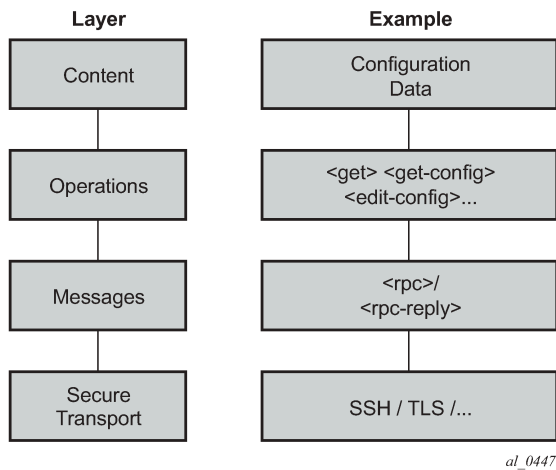 Layer
Example
Content
Configuration
Data
Operations
<get> <get-config>
<edit-config>...
Messages
<rpc>/
<rpc-reply>
Secure
Transport
SSH / TLS /...
al_0447